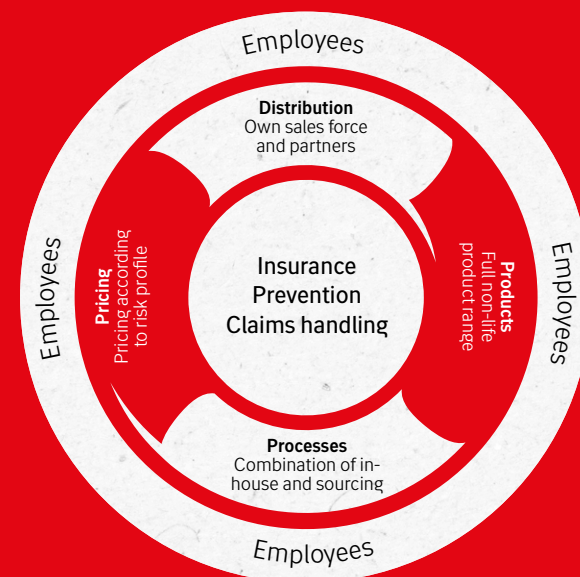 Employees
Distribution
Own sales force
and partners
Employees
Pricing
Pricing according
to risk profile
Insurance
Prevention
Claims handling
Products
Full non-life
product range
Employees
Processes
Combination of in-
house and sourcing
Employees